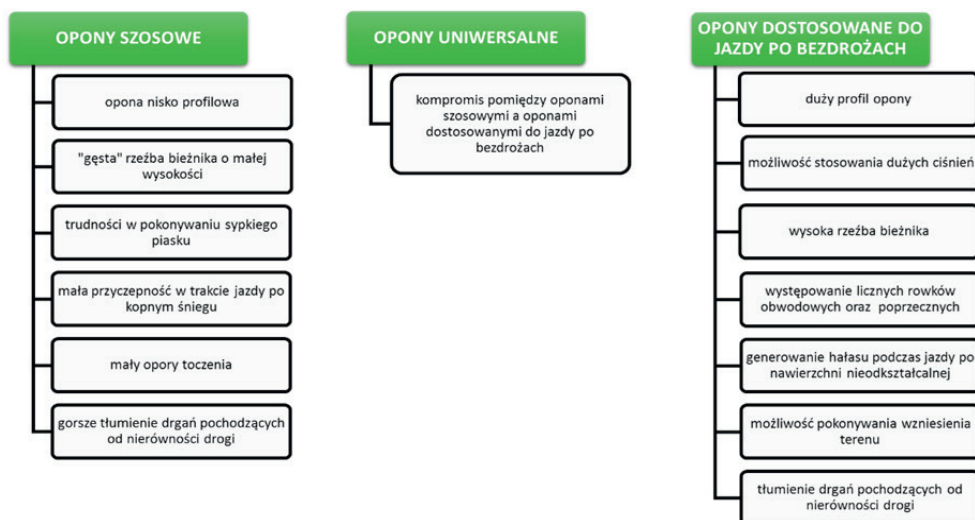 OPONY SZOSOWE
opona nisko profilowa
"gęsta" rzeźba bieżnika o małej
wysokości
trudności w pokonywaniu sypkiego
piasku
mała przyczepność w trakcie jazdy po
kopnym śniegu
mały opory toczenia
gorsze tłumienie drgań pochodzących
od nierówności drogi
OPONY UNIWERSALNE
kompromis pomiędzy oponami
szosowymi a oponami
dostosowanymi do jazdy po
bezdrożach
OPONY DOSTOSOWANE DO
JAZDY PO BEZDROŻACH
duży profil opony
możliwość stosowania dużych ciśnień
wysoka rzeźba bieżnika
występowanie licznych rowków
obwodowych oraz poprzecznych
generowanie hałasu podczas jazdy po
nawierzchni nieodkształcalnej
możliwość pokonywania wzniesienia
terenu
tłumienie drgań pochodzących od
nierówności drogi